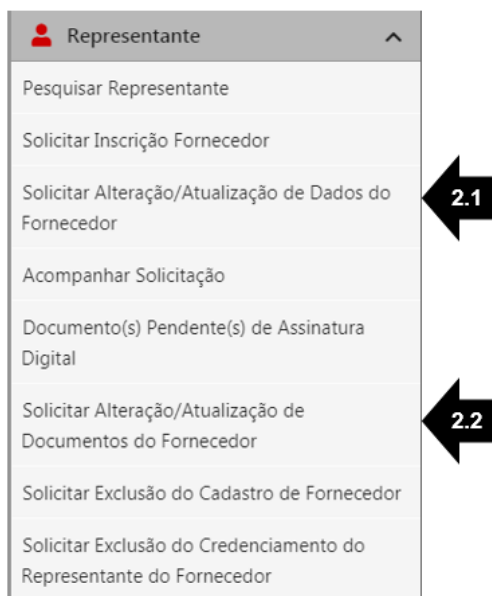 Representante
Pesquisar Representante
Solicitar Inscrição Fornecedor
Solicitar Alteração/Atualização de Dados do
Fornecedor
2.1
Acompanhar Solicitação
Documento(s) Pendente(s) de Assinatura
Digital
Solicitar Alteração/Atualização de
Documentos do Fornecedor
2.2
Solicitar Exclusão do Cadastro de Fornecedor
Solicitar Exclusão do Credenciamento do
Representante do Fornecedor